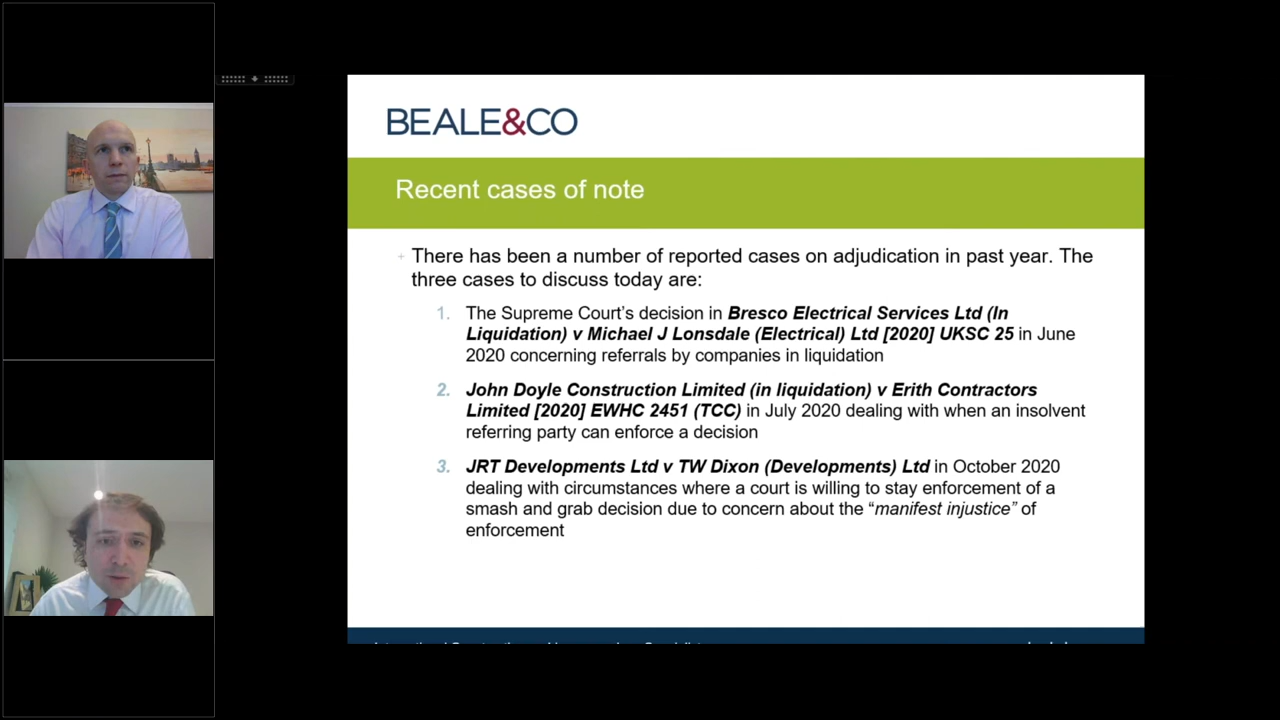 BEALE&CO
Recent cases of note
There has been a number of reported cases on adjudication in past year. The
three cases to discuss today are:
1. The Supreme Court's decision in Bresco Electrical Services Ltd (In
Liquidation) v Michael J Lonsdale (Electrical) Ltd [2020] UKSC 25 in June
2020 concerning referrals by companies in liquidation
2. John Doyle Construction Limited (in liquidation) v Erith Contractors
Limited [2020] EWHC 2451 (TCC) in July 2020 dealing with when an insolvent
referring party can enforce a decision
3. JRT Developments Ltd v TW Dixon (Developments) Ltd in October 2020
dealing with circumstances where a court is willing to stay enforcement of a
smash and grab decision due to concern about the "manifest injustice" of
enforcement